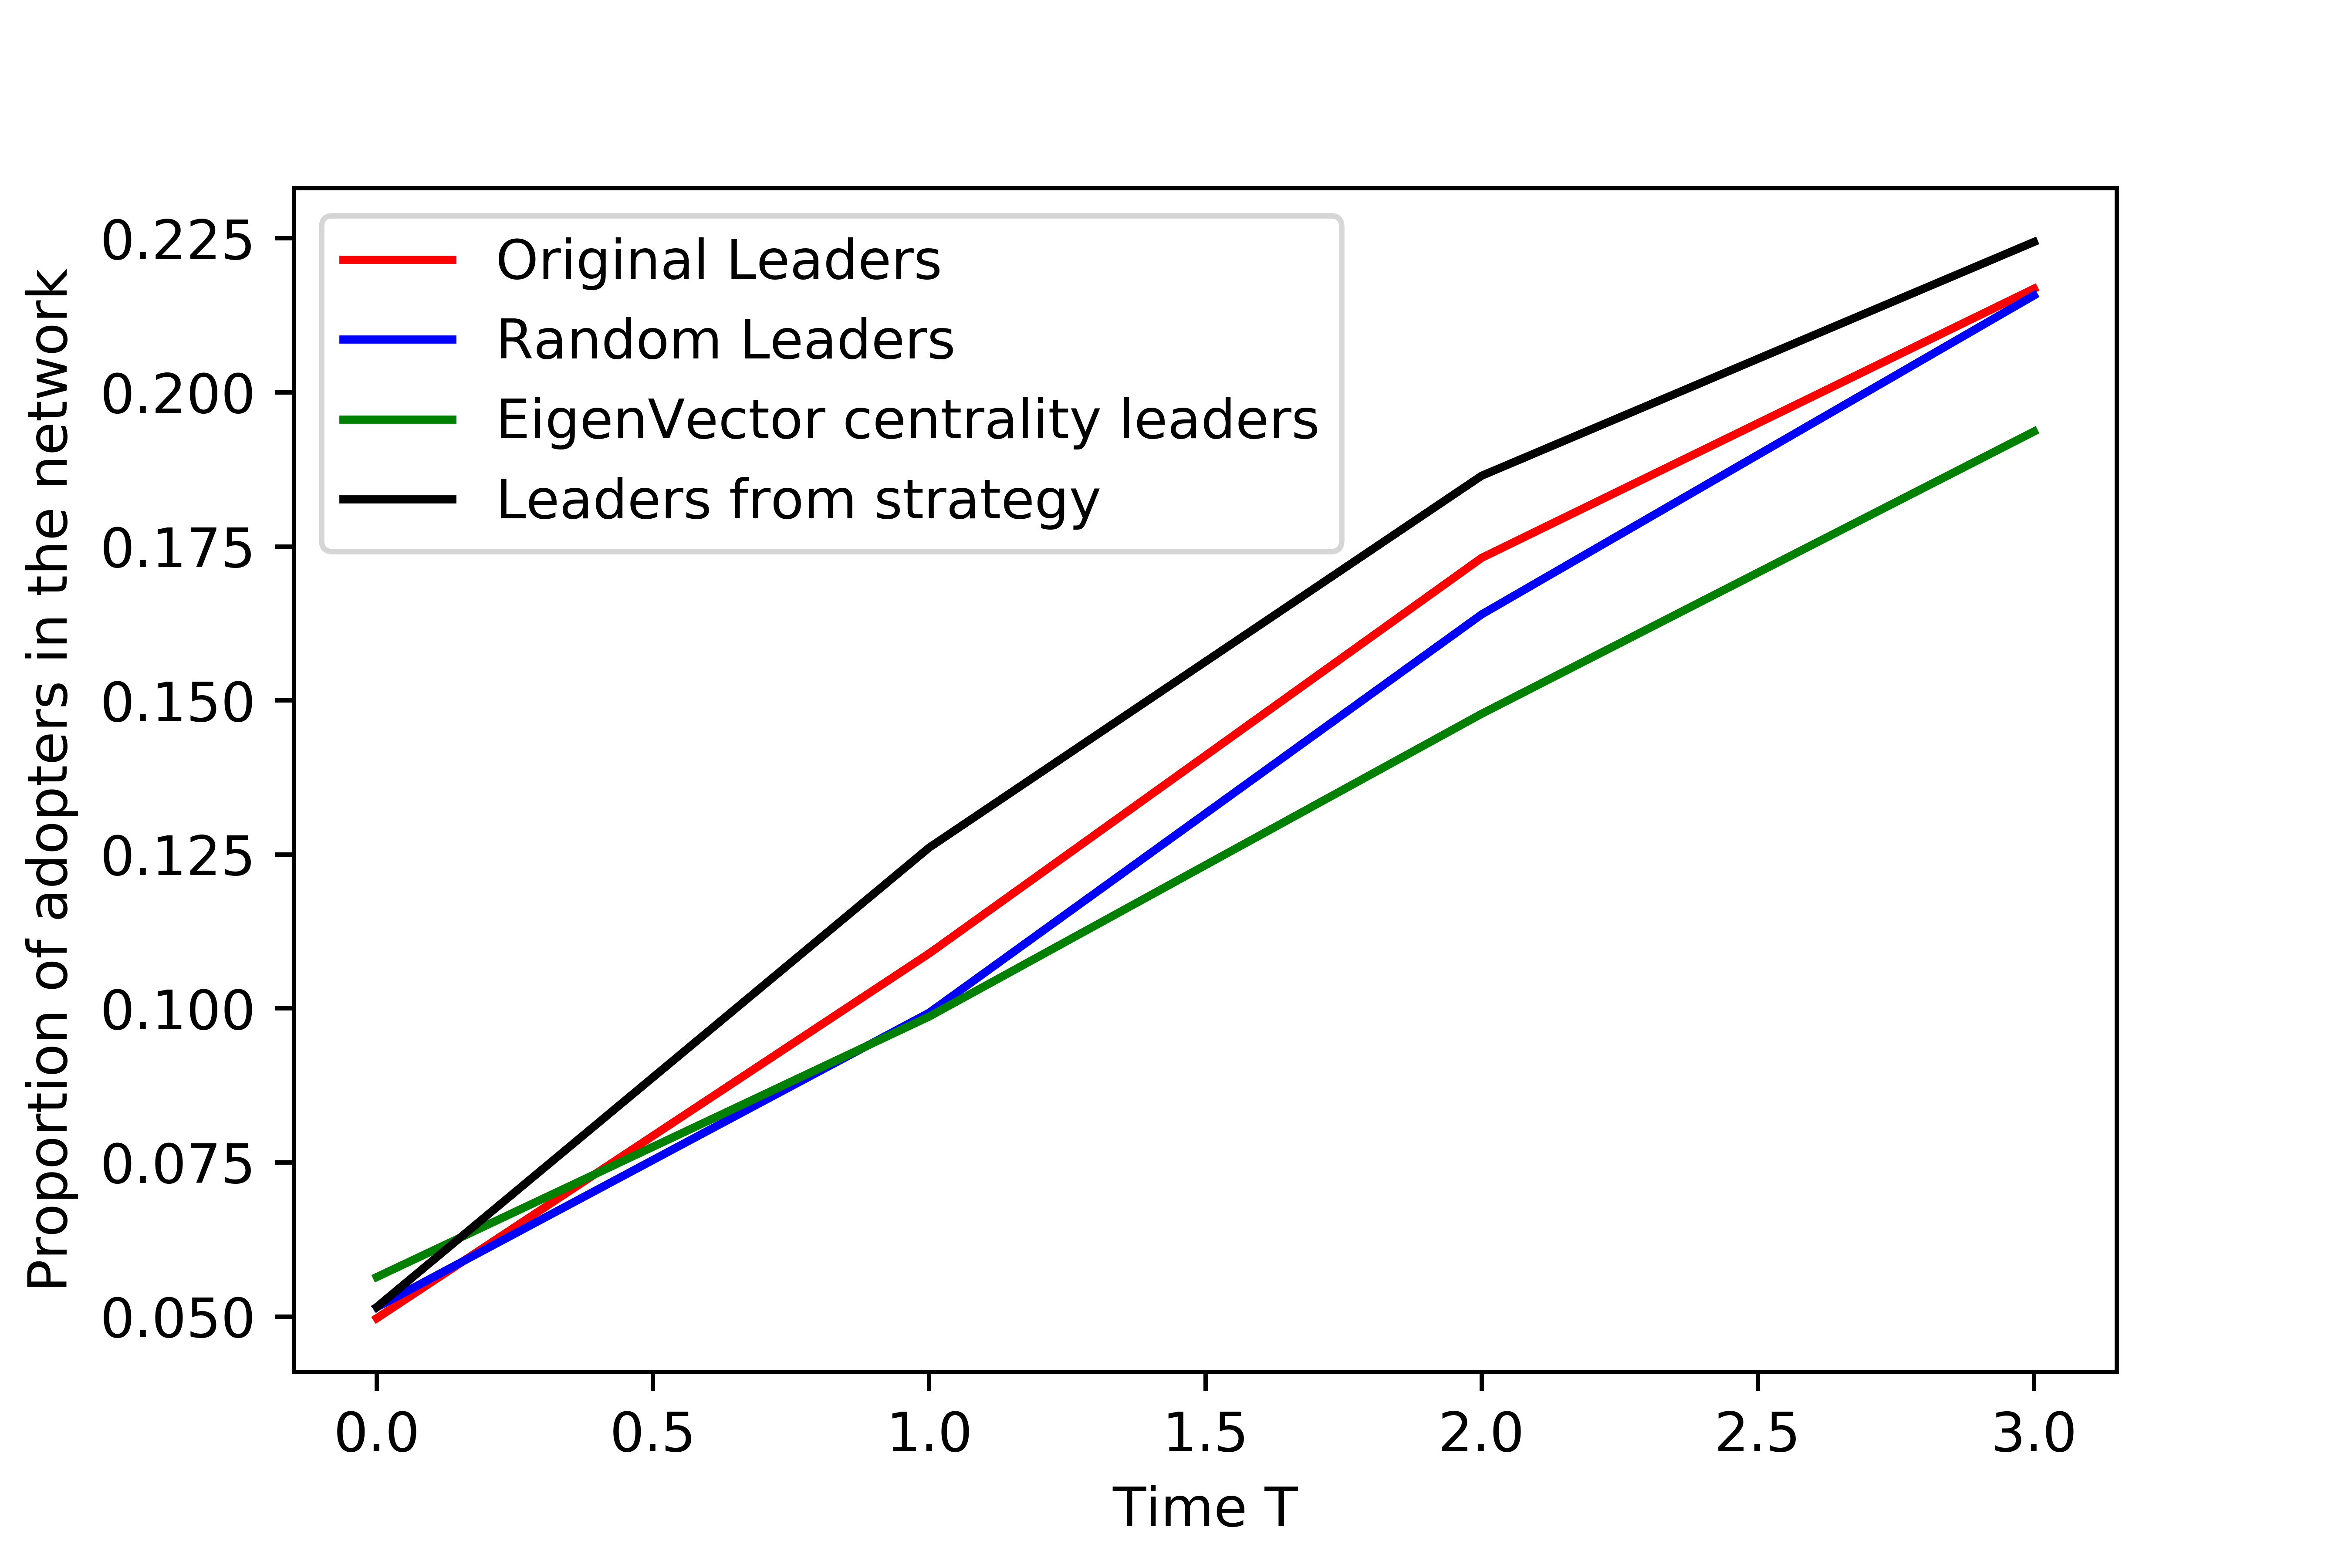 Original Leaders
Random Leaders
EigenVector centrality leaders
Leaders from strategy
Proportion of adopters in the network
0.225
0.200
0.175
0.150
0.125
0.100
0.075
0.050
0.0 0.5 1.0 1.5 2.0 2.5 3.0
Time T